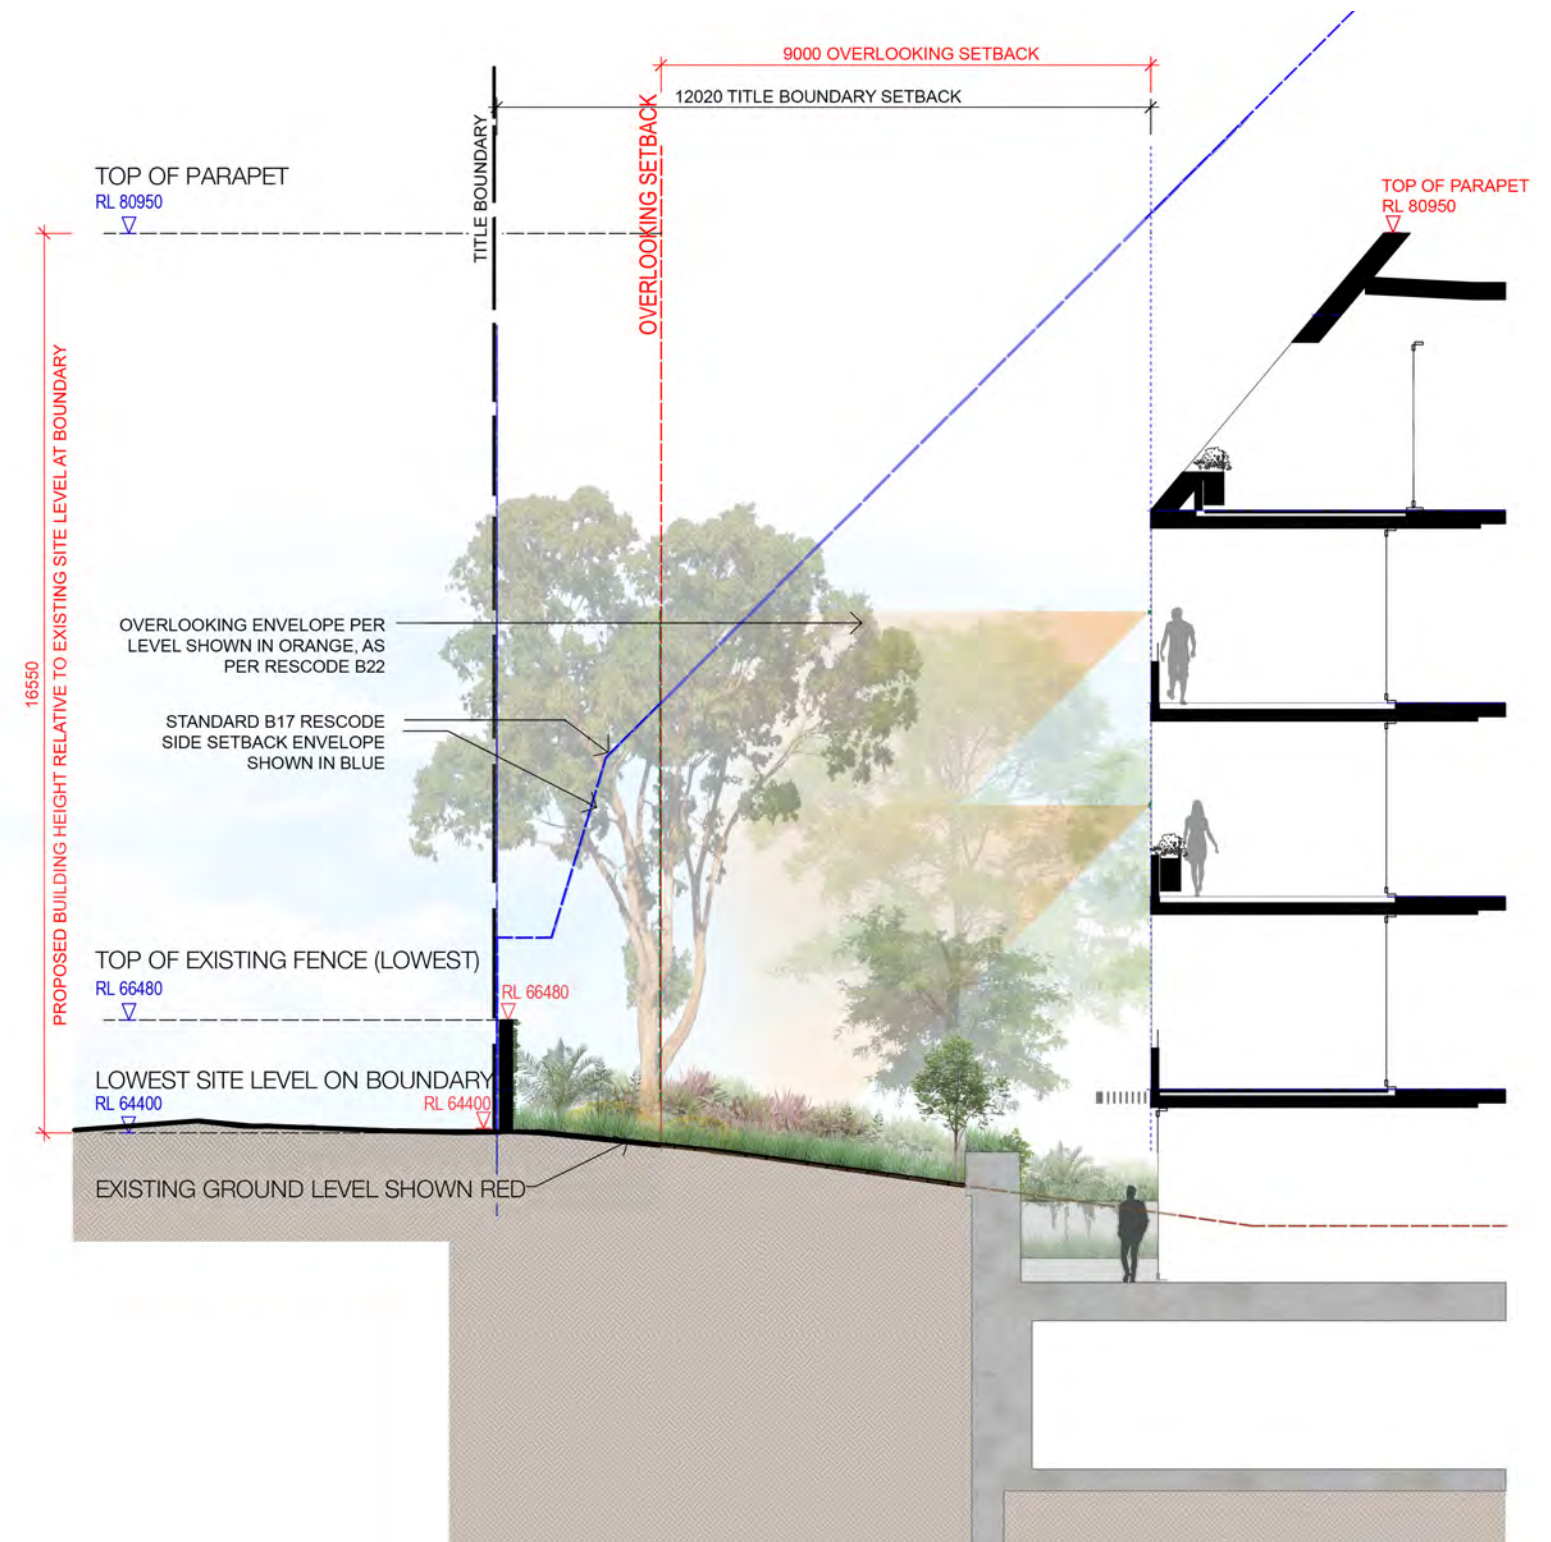 9000 OVERLOOKING SETBACK
12020 TITLE BOUNDARY SETBACK
TITLE BOUNDARY
OVERLOOKING SETBACK
TOP OF PARAPET
RL 80950
TOP OF PARAPET
RL 80950
16550
PROPOSED BUILDING HEIGHT RELATIVE TO EXISTING SITE LEVEL AT BOUNDARY
OVERLOOKING ENVELOPE PER
LEVEL SHOWN IN ORANGE, AS
PER RESCODE B22
STANDARD B17 RESCODE
SIDE SETBACK ENVELOPE
SHOWN IN BLUE
TOP OF EXISTING FENCE (LOWEST)
RL 66480
RL 66480
LOWEST SITE LEVEL ON BOUNDARY
RL 64400
RL 64400
EXISTING GROUND LEVEL SHOWN RED